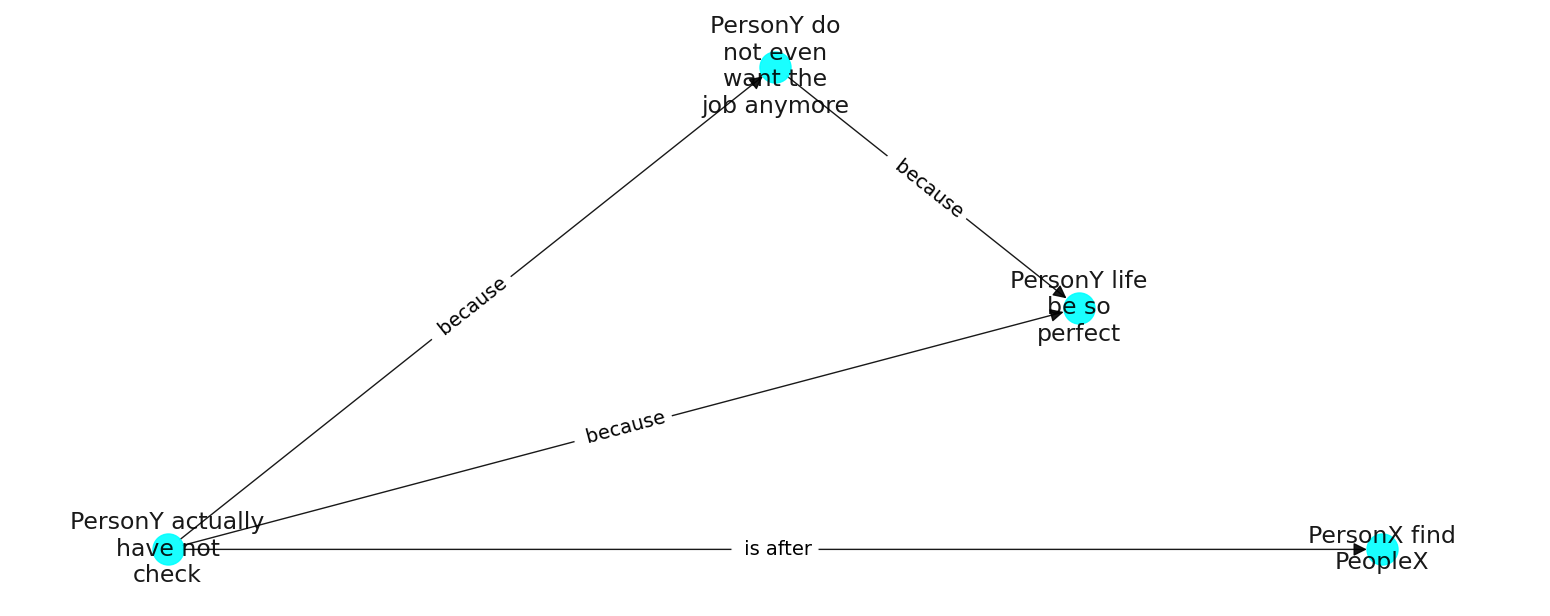 PersonY do
not even
want the
job anymore
because
PersonY life
be so
perfect
because
because
PersonY actually
have not
check
is after
PersonX find
PeopleX